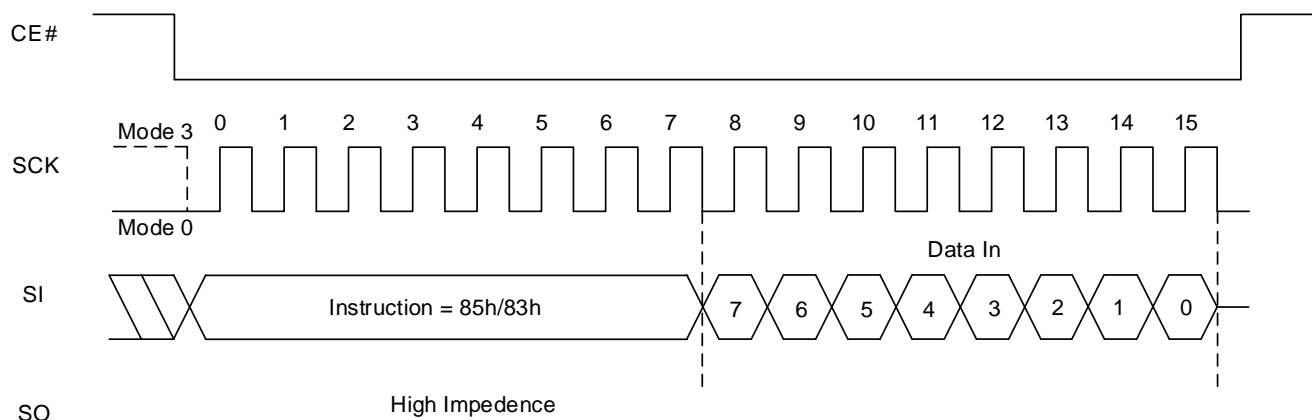 CE#
Mode 3
0 1 2 3 4 5 6 7 8 9 10 11 12 13 14 15
SCK
Mode 0
Data In
SI
Instruction = 85h/83h
7 6 5 4 3 2 1 0
High Impedence
SO